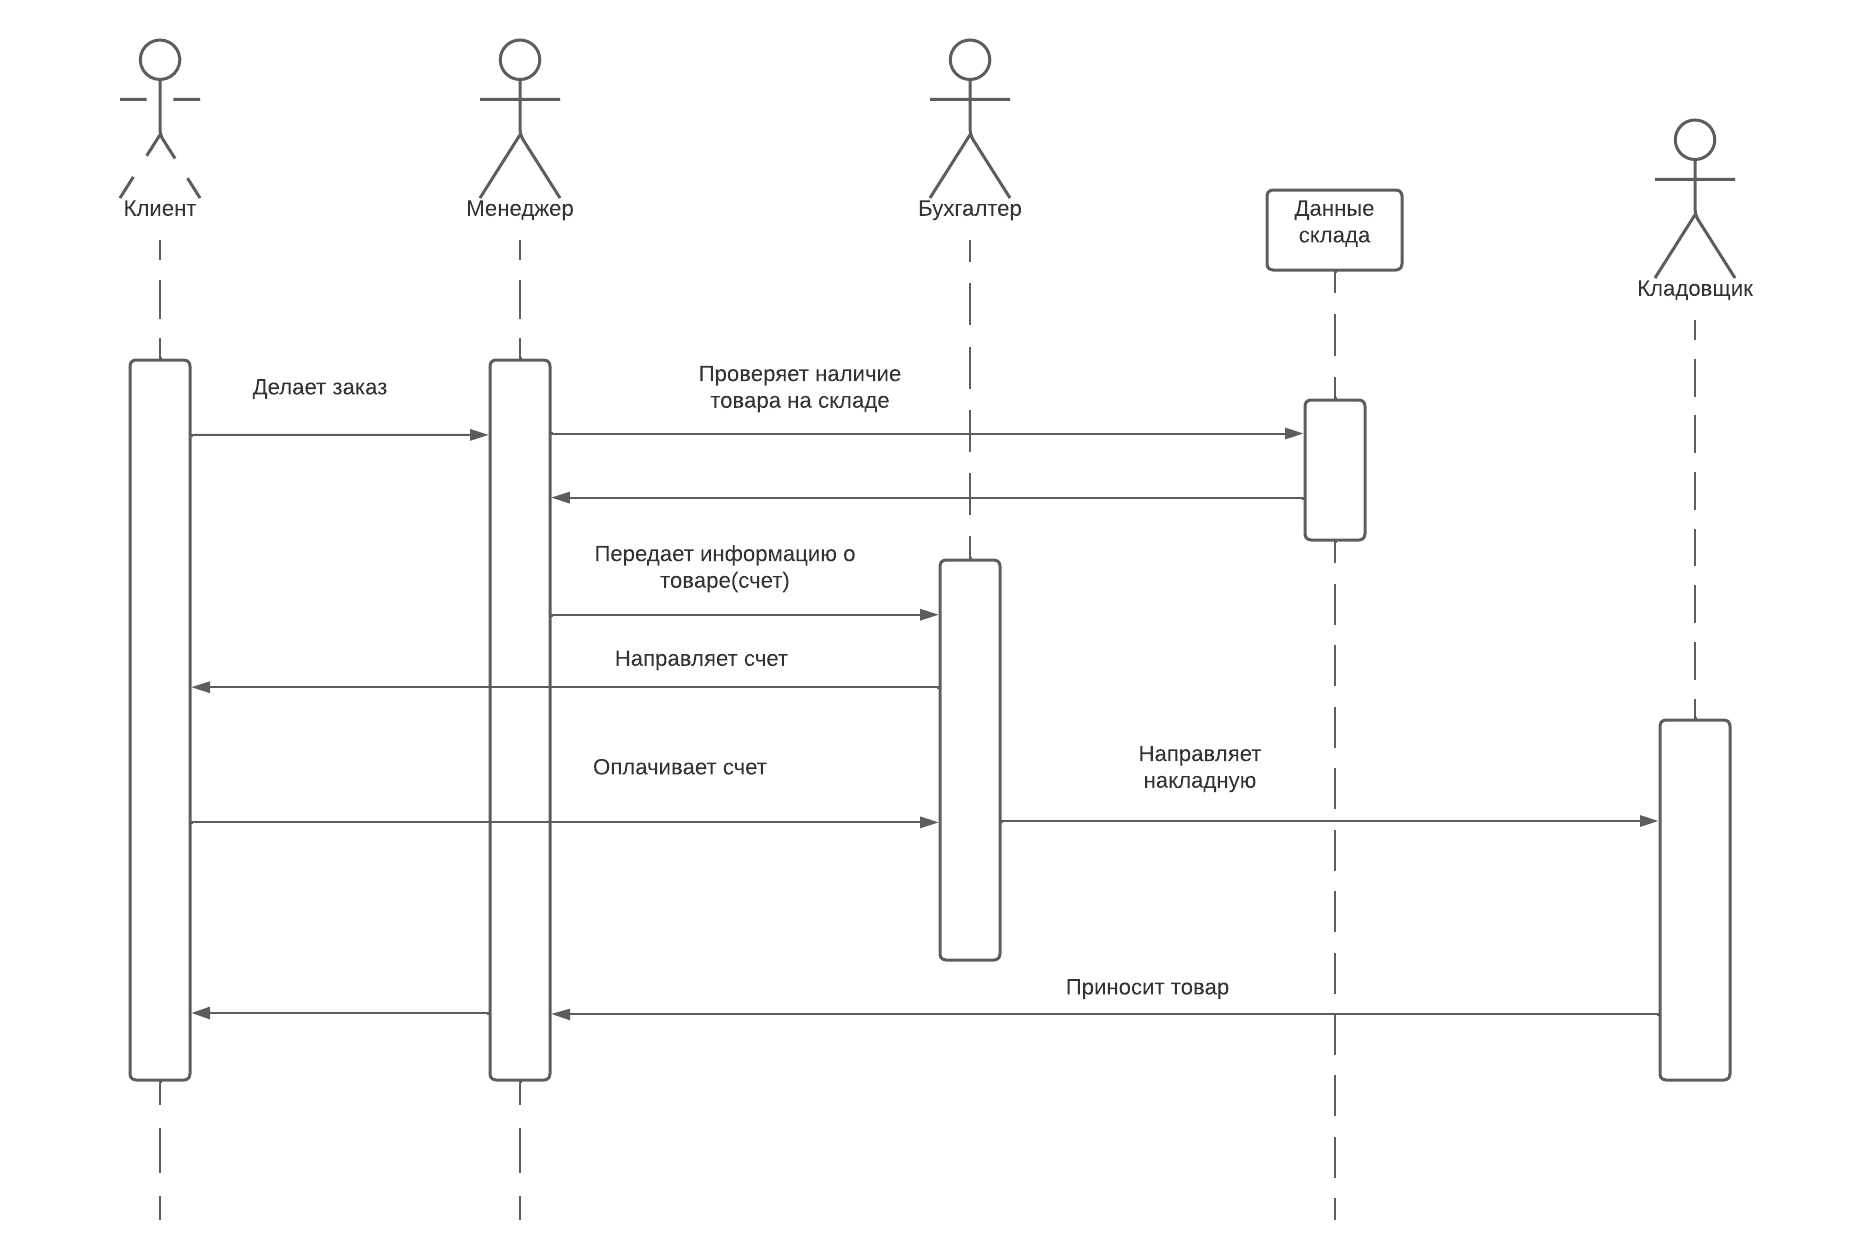 Клиент
Менеджер
Бухгалтер
Данные
склада
Кладовщик
Делает заказ
Проверяет наличие
товара на складе
Передает информацию о
товаре(счет)
Направляет счет
Оплачивает счет
Направляет
накладную
Приносит товар